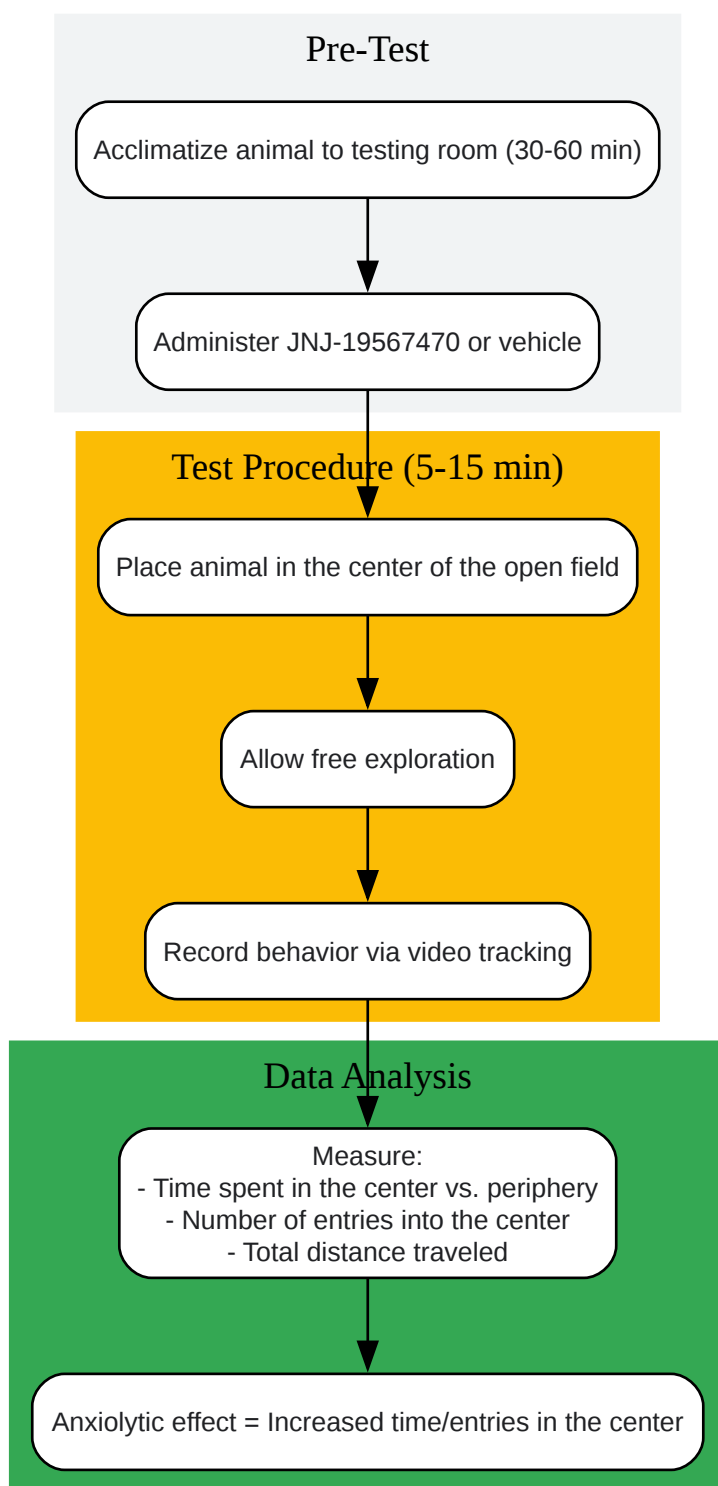 Pre-Test
Acclimatize animal to testing room (30-60 min)
Administer JNJ-19567470 or vehicle
Test Procedure (5-15 min)
Place animal in the center of the open field
Allow free exploration
Record behavior via video tracking
Data Analysis
Measure:
- Time spent in the center vs. periphery
- Number of entries into the center
- Total distance traveled
Anxiolytic effect = Increased time/entries in the center